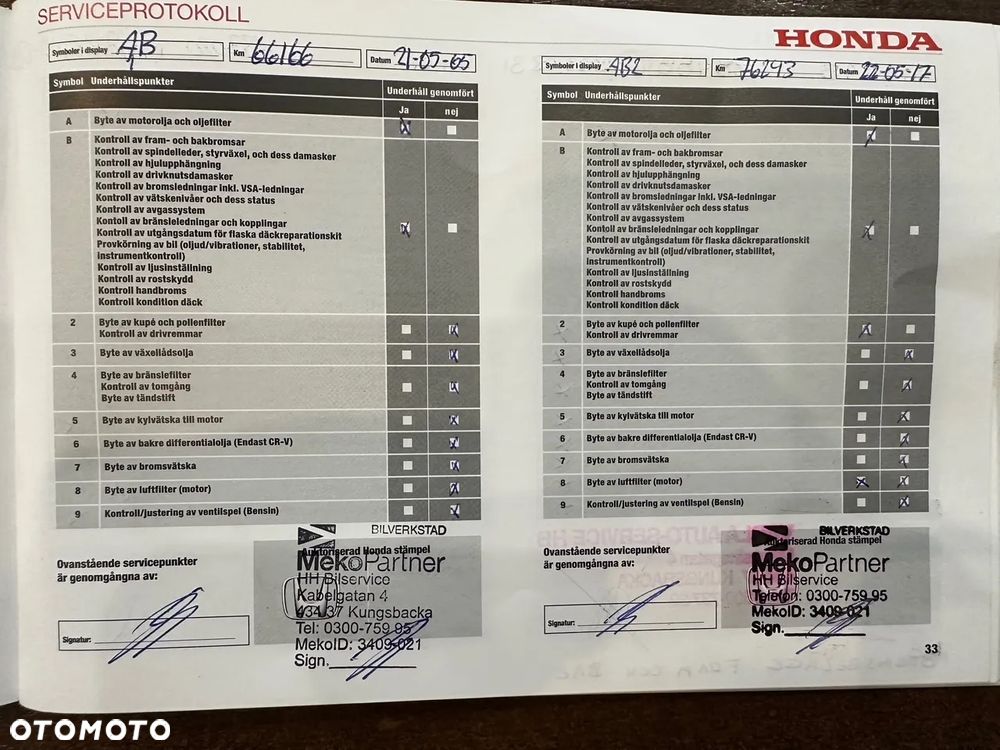 SERVICEPROTOKOLL
HONDA
Symboler i display AB
Km 66166
Datum 21-05-05
Symbol Underhållspunkter
Underhåll genomfört
Ja nej
A Byte av motorolja och oljefilter
B Kontroll av fram- och bakbromsar
Kontroll av spindelleder, styrväxel, och dess damasker
Kontroll av hjulupphängning
Kontroll av drivknutsdamasker
Kontroll av bromsledningar inkl. VSA-ledningar
Kontroll av vätskenivåer och dess status
Kontroll av avgassystem
Kontoll av bränsleledningar och kopplingar
Kontroll av utgångsdatum för flaska däckreparationskit
Provkörning av bil (oljud/vibrationer, stabilitet,
instrumentkontroll)
Kontroll av ljusinställning
Kontroll av rostskydd
Kontroll handbroms
Kontroll kondition däck
2 Byte av kupé och pollenfilter
Kontroll av drivremmar
3 Byte av växellådsolja
4 Byte av bränslefilter
Kontroll av tomgång
Byte av tändstift
5 Byte av kylvätska till motor
6 Byte av bakre differentialolja (Endast CR-V)
7 Byte av bromsvätska
8 Byte av luftfilter (motor)
9 Kontroll/justering av ventilspel (Bensin)
Ovanstående servicepunkter
är genomgångna av:
Signatur:
BILVERKSTAD
Auktoriserad Honda stämpel
MekoPartner
HH Bilservice
Kabelgatan 4
434 37 Kungsbacka
Tel: 0300-759 95
MekoID: 3409-021
Sign.
Symboler i display AB2
Km 76293
Datum 22-05-17
Symbol Underhållspunkter
Underhåll genomfört
Ja nej
A Byte av motorolja och oljefilter
B Kontroll av fram- och bakbromsar
Kontroll av spindelleder, styrväxel, och dess damasker
Kontroll av hjulupphängning
Kontroll av drivknutsdamasker
Kontroll av bromsledningar inkl. VSA-ledningar
Kontroll av vätskenivåer och dess status
Kontroll av avgassystem
Kontoll av bränsleledningar och kopplingar
Kontroll av utgångsdatum för flaska däckreparationskit
Provkörning av bil (oljud/vibrationer, stabilitet,
instrumentkontroll)
Kontroll av ljusinställning
Kontroll av rostskydd
Kontroll handbroms
Kontroll kondition däck
2 Byte av kupé och pollenfilter
Kontroll av drivremmar
3 Byte av växellådsolja
4 Byte av bränslefilter
Kontroll av tomgång
Byte av tändstift
5 Byte av kylvätska till motor
6 Byte av bakre differentialolja (Endast CR-V)
7 Byte av bromsvätska
8 Byte av luftfilter (motor)
9 Kontroll/justering av ventilspel (Bensin)
Ovanstående servicepunkter
är genomgångna av:
Signatur:
BILVERKSTAD
Auktoriserad Honda stämpel
MekoPartner
HH Bilservice
Telefon: 0300-759 95
MekoID: 3409-021
Sign.
33
OTOMOTO